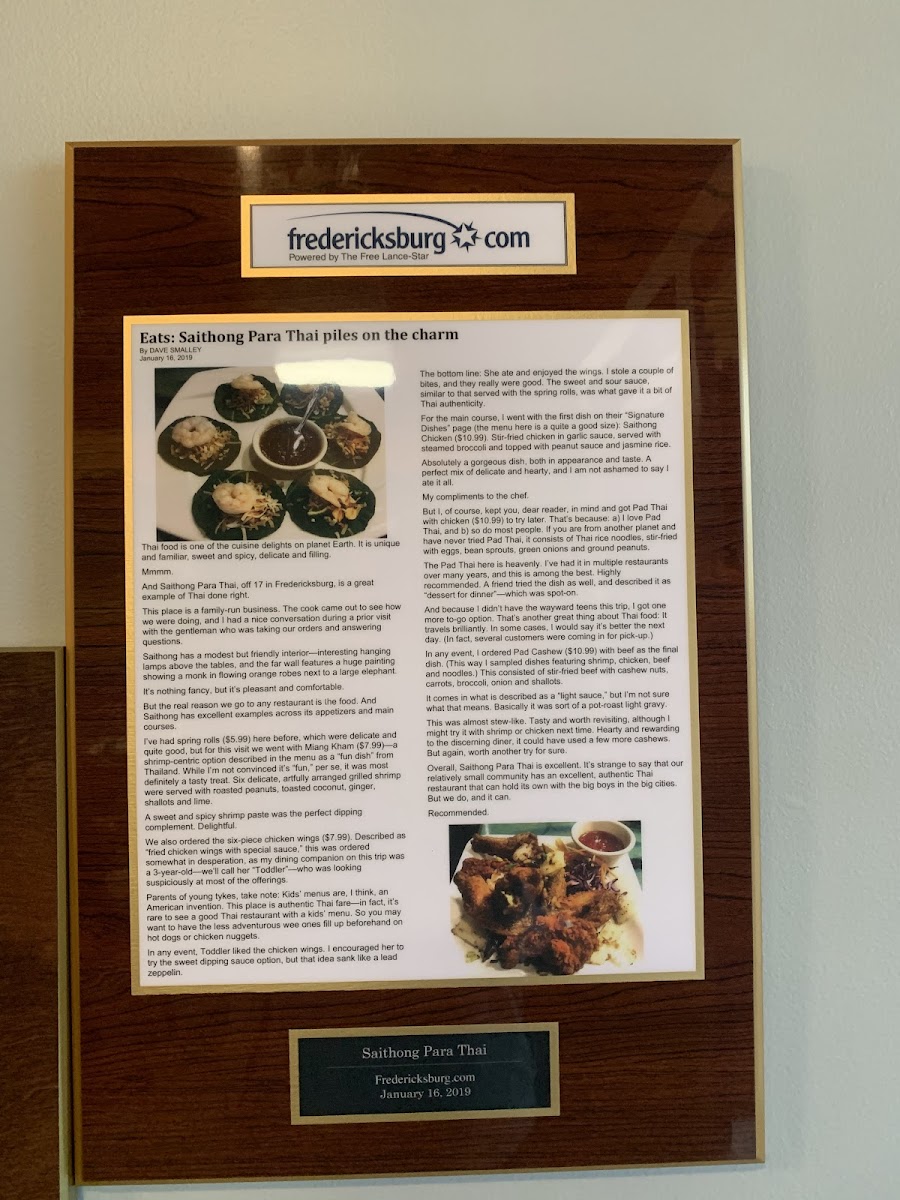 fredericksburg com
Powered by The Free Lance-Star
Eats: Saithong Para Thai piles on the charm
By DAVE SMALLEY
January 16, 2019
Thai food is one of the cuisine delights on planet Earth. It is unique
and familiar, sweet and spicy, delicate and filling.
Mmmm.
And Saithong Para Thai, off 17 in Fredericksburg, is a great
example of Thai done right.
This place is a family-run business. The cook came out to see how
we were doing, and I had a nice conversation during a prior visit
with the gentleman who was taking our orders and answering
questions.
Saithong has a modest but friendly interior—interesting hanging
lamps above the tables, and the far wall features a huge painting
showing a monk in flowing orange robes next to a large elephant.
It's nothing fancy, but it's pleasant and comfortable.
But the real reason we go to any restaurant is the food. And
Saithong has excellent examples across its appetizers and main
courses.
I've had spring rolls ($5.99) here before, which were delicate and
quite good, but for this visit we went with Miang Kham ($7.99)—a
shrimp-centric option described in the menu as a "fun dish" from
Thailand. While I'm not convinced it's "fun," per se, it was most
definitely a tasty treat. Six delicate, artfully arranged grilled shrimp
were served with roasted peanuts, toasted coconut, ginger,
shallots and lime.
A sweet and spicy shrimp paste was the perfect dipping
complement. Delightful.
We also ordered the six-piece chicken wings ($7.99). Described as
"fried chicken wings with special sauce," this was ordered
somewhat in desperation, as my dining companion on this trip was
a 3-year-old—we'll call her "Toddler"—who was looking
suspiciously at most of the offerings.
Parents of young tykes, take note: Kids' menus are, I think, an
American invention. This place is authentic Thai fare—in fact, it's
rare to see a good Thai restaurant with a kids' menu. So you may
want to have the less adventurous wee ones fill up beforehand on
hot dogs or chicken nuggets.
In any event, Toddler liked the chicken wings. I encouraged her to
try the sweet dipping sauce option, but that idea sank like a lead
zeppelin.
The bottom line: She ate and enjoyed the wings. I stole a couple of
bites, and they really were good. The sweet and sour sauce,
similar to that served with the spring rolls, was what gave it a bit of
Thai authenticity.
For the main course, I went with the first dish on their "Signature
Dishes" page (the menu here is a quite a good size): Saithong
Chicken ($10.99). Stir-fried chicken in garlic sauce, served with
steamed broccoli and topped with peanut sauce and jasmine rice.
Absolutely a gorgeous dish, both in appearance and taste. A
perfect mix of delicate and hearty, and I am not ashamed to say I
ate it all.
My compliments to the chef.
But I, of course, kept you, dear reader, in mind and got Pad Thai
with chicken ($10.99) to try later. That's because: a) I love Pad
Thai, and b) so do most people. If you are from another planet and
have never tried Pad Thai, it consists of Thai rice noodles, stir-fried
with eggs, bean sprouts, green onions and ground peanuts.
The Pad Thai here is heavenly. I've had it in multiple restaurants
over many years, and this is among the best. Highly
recommended. A friend tried the dish as well, and described it as
"dessert for dinner"—which was spot-on.
And because I didn't have the wayward teens this trip, I got one
more to-go option. That's another great thing about Thai food: It
travels brilliantly. In some cases, I would say it's better the next
day. (In fact, several customers were coming in for pick-up.)
In any event, I ordered Pad Cashew ($10.99) with beef as the final
dish. (This way I sampled dishes featuring shrimp, chicken, beef
and noodles.) This consisted of stir-fried beef with cashew nuts,
carrots, broccoli, onion and shallots.
It comes in what is described as a "light sauce," but I'm not sure
what that means. Basically it was sort of a pot-roast light gravy.
This was almost stew-like. Tasty and worth revisiting, although I
might try it with shrimp or chicken next time. Hearty and rewarding
to the discerning diner, it could have used a few more cashews.
But again, worth another try for sure.
Overall, Saithong Para Thai is excellent. It's strange to say that our
relatively small community has an excellent, authentic Thai
restaurant that can hold its own with the big boys in the big cities.
But we do, and it can.
Recommended.
Saithong Para Thai
Fredericksburg.com
January 16, 2019